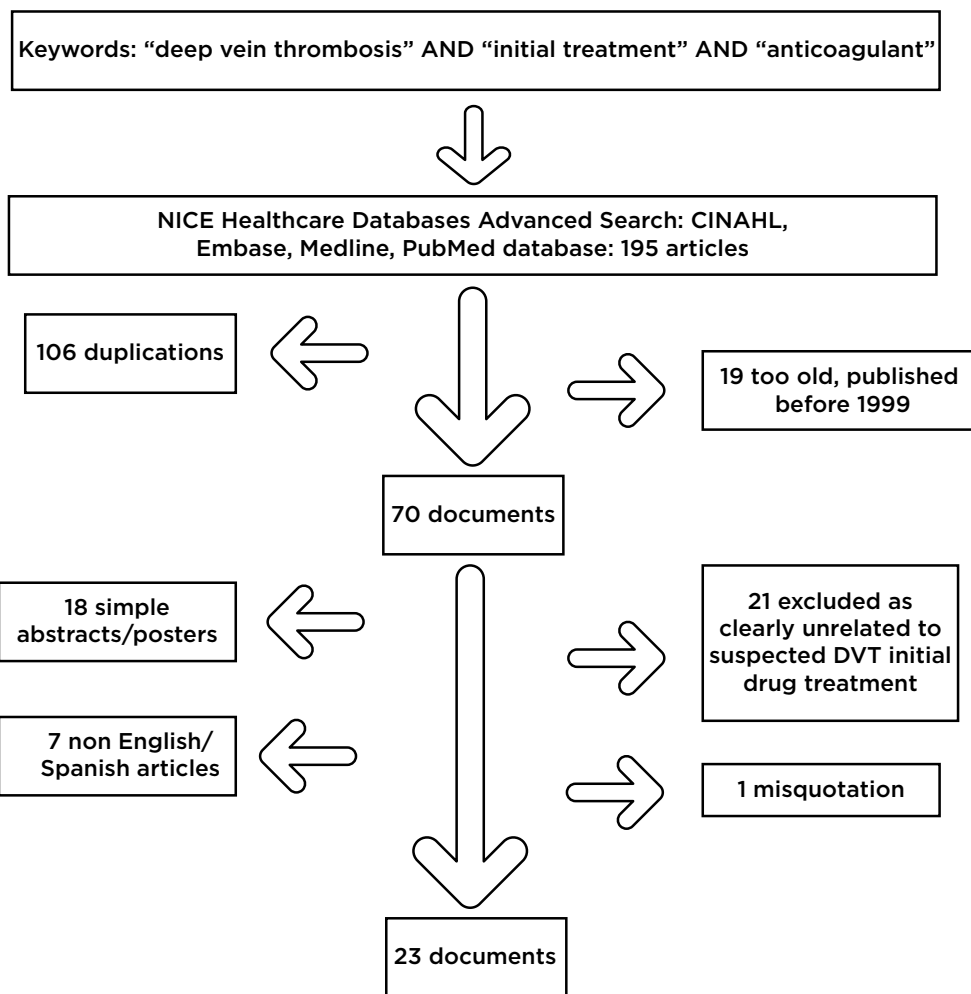 Keywords: “deep vein thrombosis” AND “initial treatment” AND “anticoagulant”
NICE Healthcare Databases Advanced Search: CINAHL,
Embase, Medline, PubMed database: 195 articles
106 duplications
19 too old, published
before 1999
70 documents
18 simple
abstracts/posters
21 excluded as
clearly unrelated to
suspected DVT initial
drug treatment
7 non English/
Spanish articles
1 misquotation
23 documents